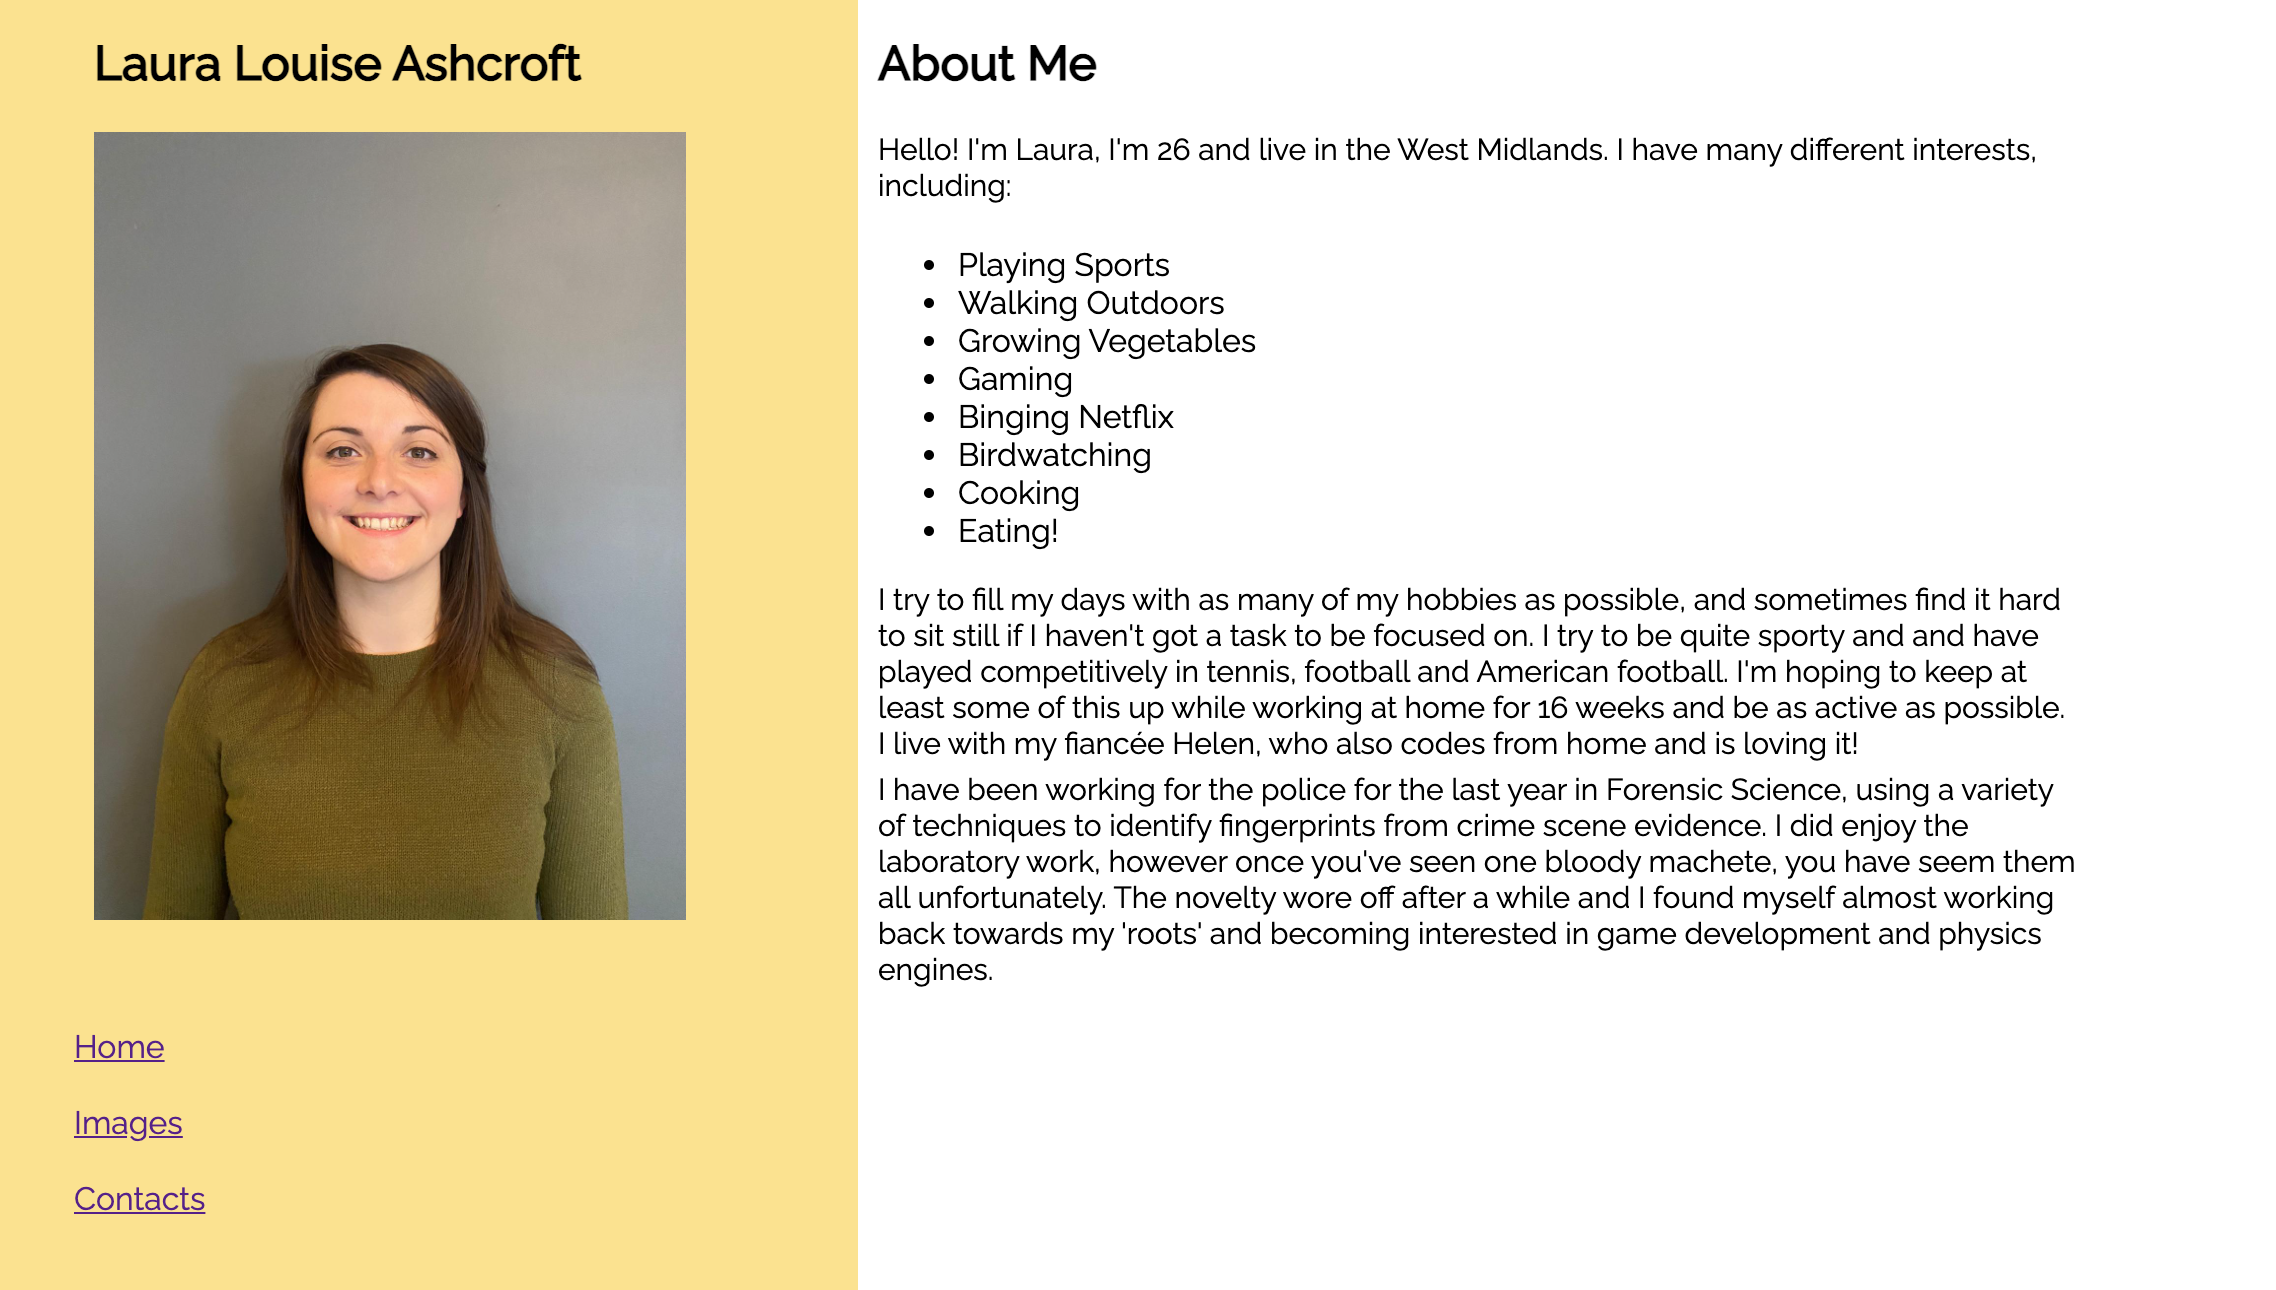 Laura Louise Ashcroft
Home
Images
Contacts
About Me
Hello! I'm Laura, I'm 26 and live in the West Midlands. I have many different interests,
including:
• Playing Sports
• Walking Outdoors
• Growing Vegetables
• Gaming
• Binging Netflix
• Birdwatching
• Cooking
• Eating!
I try to fill my days with as many of my hobbies as possible, and sometimes find it hard
to sit still if I haven't got a task to be focused on. I try to be quite sporty and and have
played competitively in tennis, football and American football. I'm hoping to keep at
least some of this up while working at home for 16 weeks and be as active as possible.
I live with my fiancée Helen, who also codes from home and is loving it!
I have been working for the police for the last year in Forensic Science, using a variety
of techniques to identify fingerprints from crime scene evidence. I did enjoy the
laboratory work, however once you've seen one bloody machete, you have seem them
all unfortunately. The novelty wore off after a while and I found myself almost working
back towards my 'roots' and becoming interested in game development and physics
engines.